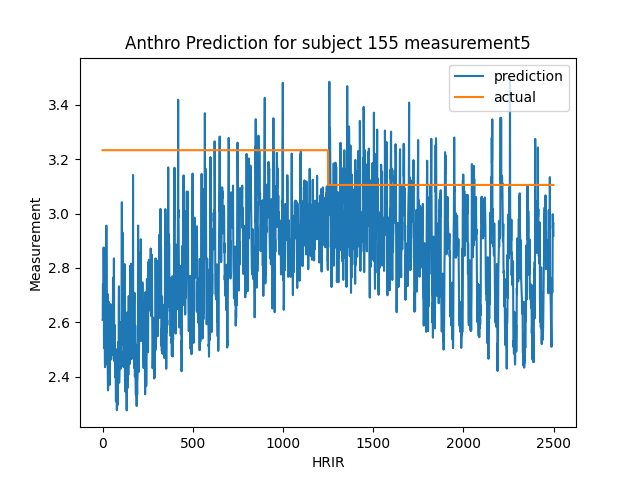 Anthro Prediction for subject 155 measurement5
prediction
actual
3.4
3.2
3.0
2.8
2.6
2.4
Measurement
0
500
1000
1500
2000
2500
HRIR